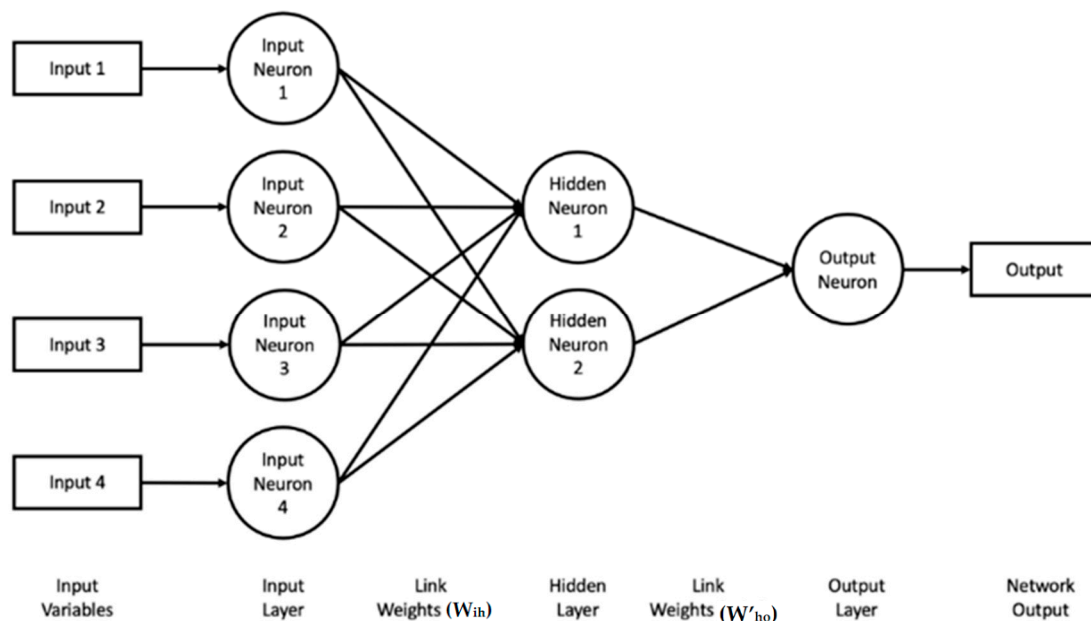 Input 1
Input
Neuron
1
Input 2
Input
Neuron
2
Hidden
Neuron
1
Output
Neuron
Output
Input 3
Input
Neuron
3
Hidden
Neuron
2
Input 4
Input
Neuron
4
Input
Variables
Input
Layer
Link
Weights (Wih)
Hidden
Layer
Link
Weights (W'ho)
Output
Layer
Network
Output